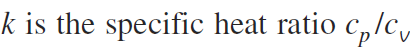 k is the specific heat ratio cₚ/cᵥ